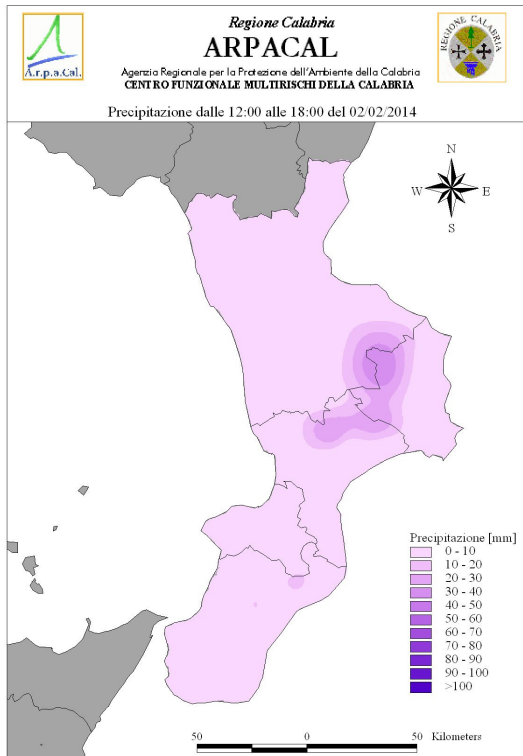 A.r.p.a.Cal.
Regione Calabria
ARPACAL
Agenzia Regionale per la Protezione dell'Ambiente della Calabria
CENTRO FUNZIONALE MULTIRISCHI DELLA CALABRIA
REGIONE CALABRIA
Precipitazione dalle 12:00 alle 18:00 del 02/02/2014
N
W E
S
Precipitazione [mm]
0 - 10
10 - 20
20 - 30
30 - 40
40 - 50
50 - 60
60 - 70
70 - 80
80 - 90
90 - 100
>100
50 0 50 Kilometers